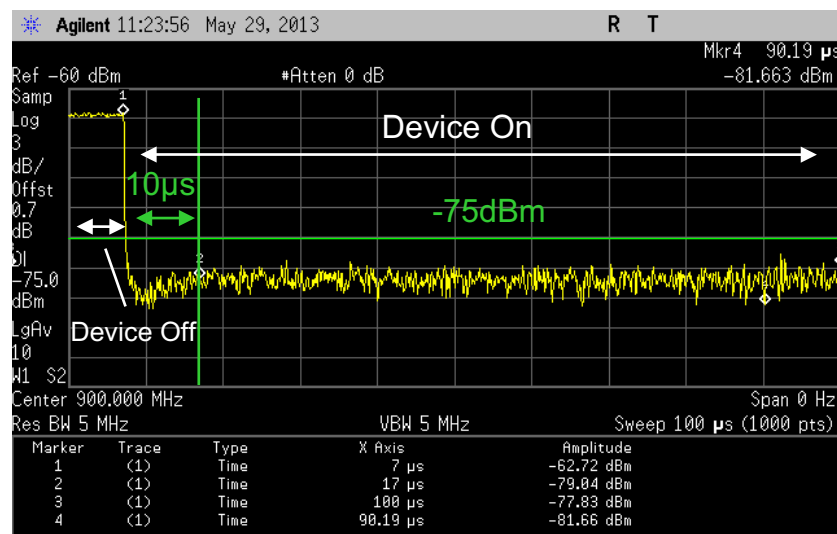 Agilent 11:23:56 May 29, 2013 R T
Mkr4 90.19 µs
Ref -60 dBm #Atten 0 dB -81.663 dBm
Samp
Log
3
dB/
Offst
0.7
dB
DI
-75.0
dBm
LgAv
10
W1 S2
1
Device On
10µs
-75dBm
2
Device Off
Center 900.000 MHz Span 0 Hz
Res BW 5 MHz VBW 5 MHz Sweep 100 µs (1000 pts)
Marker Trace Type X Axis Amplitude
1 (1) Time 7 µs -62.72 dBm
2 (1) Time 17 µs -79.04 dBm
3 (1) Time 100 µs -77.83 dBm
4 (1) Time 90.19 µs -81.66 dBm